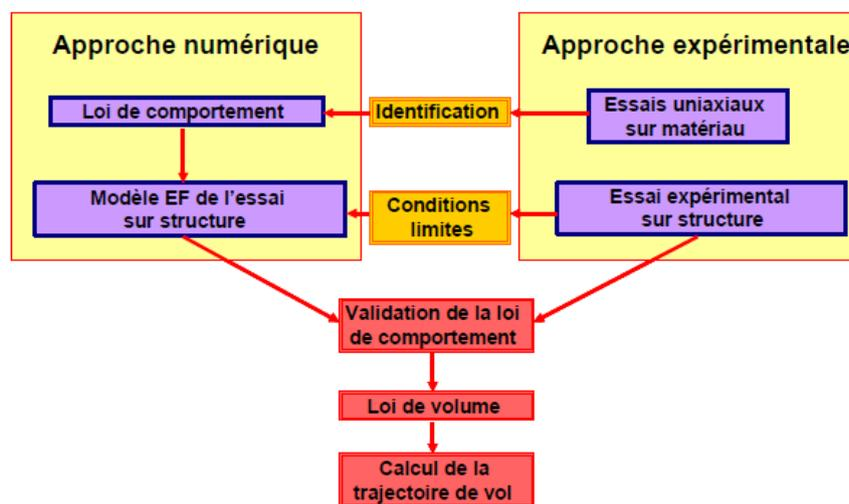 Approche numérique
Approche expérimentale
Loi de comportement
Identification
Essais uniaxiaux
sur matériau
Modèle EF de l'essai
sur structure
Conditions
limites
Essai expérimental
sur structure
Validation de la loi
de comportement
Loi de volume
Calcul de la
trajectoire de vol